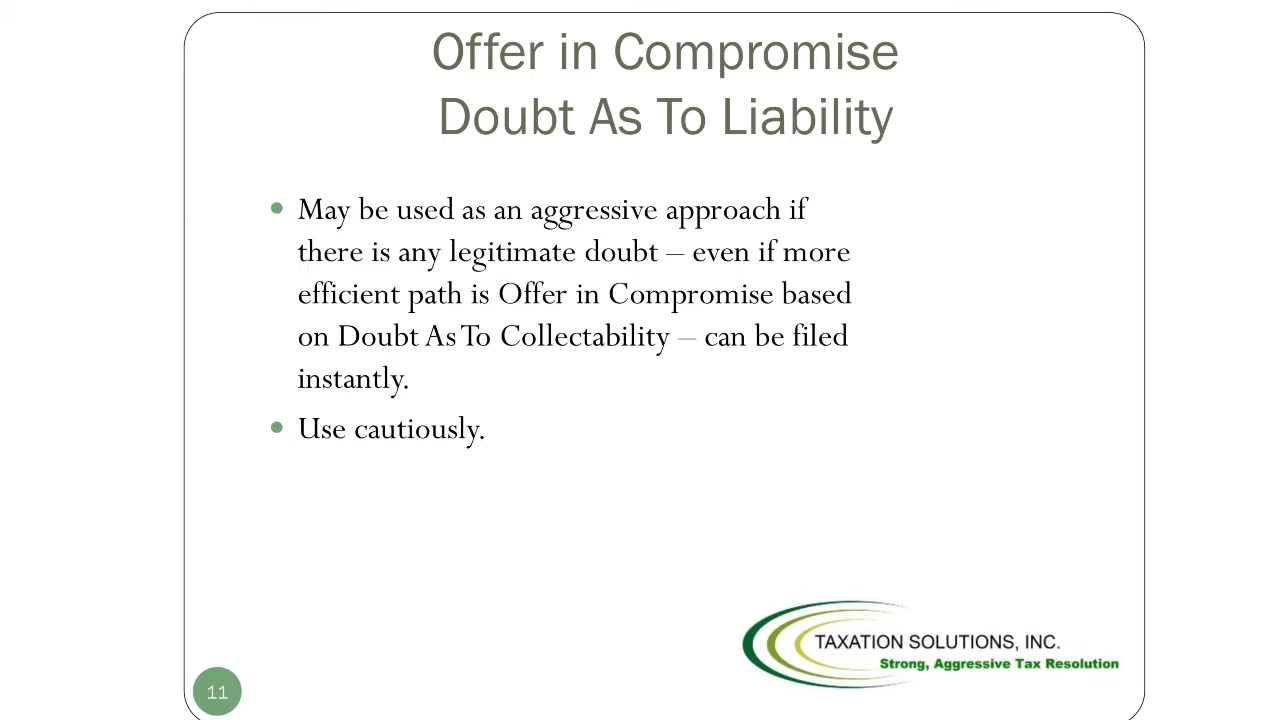 Offer in Compromise
Doubt As To Liability
• May be used as an aggressive approach if
there is any legitimate doubt – even if more
efficient path is Offer in Compromise based
on Doubt As To Collectability – can be filed
instantly.
• Use cautiously.
TAXATION SOLUTIONS, INC.
Strong, Aggressive Tax Resolution
11